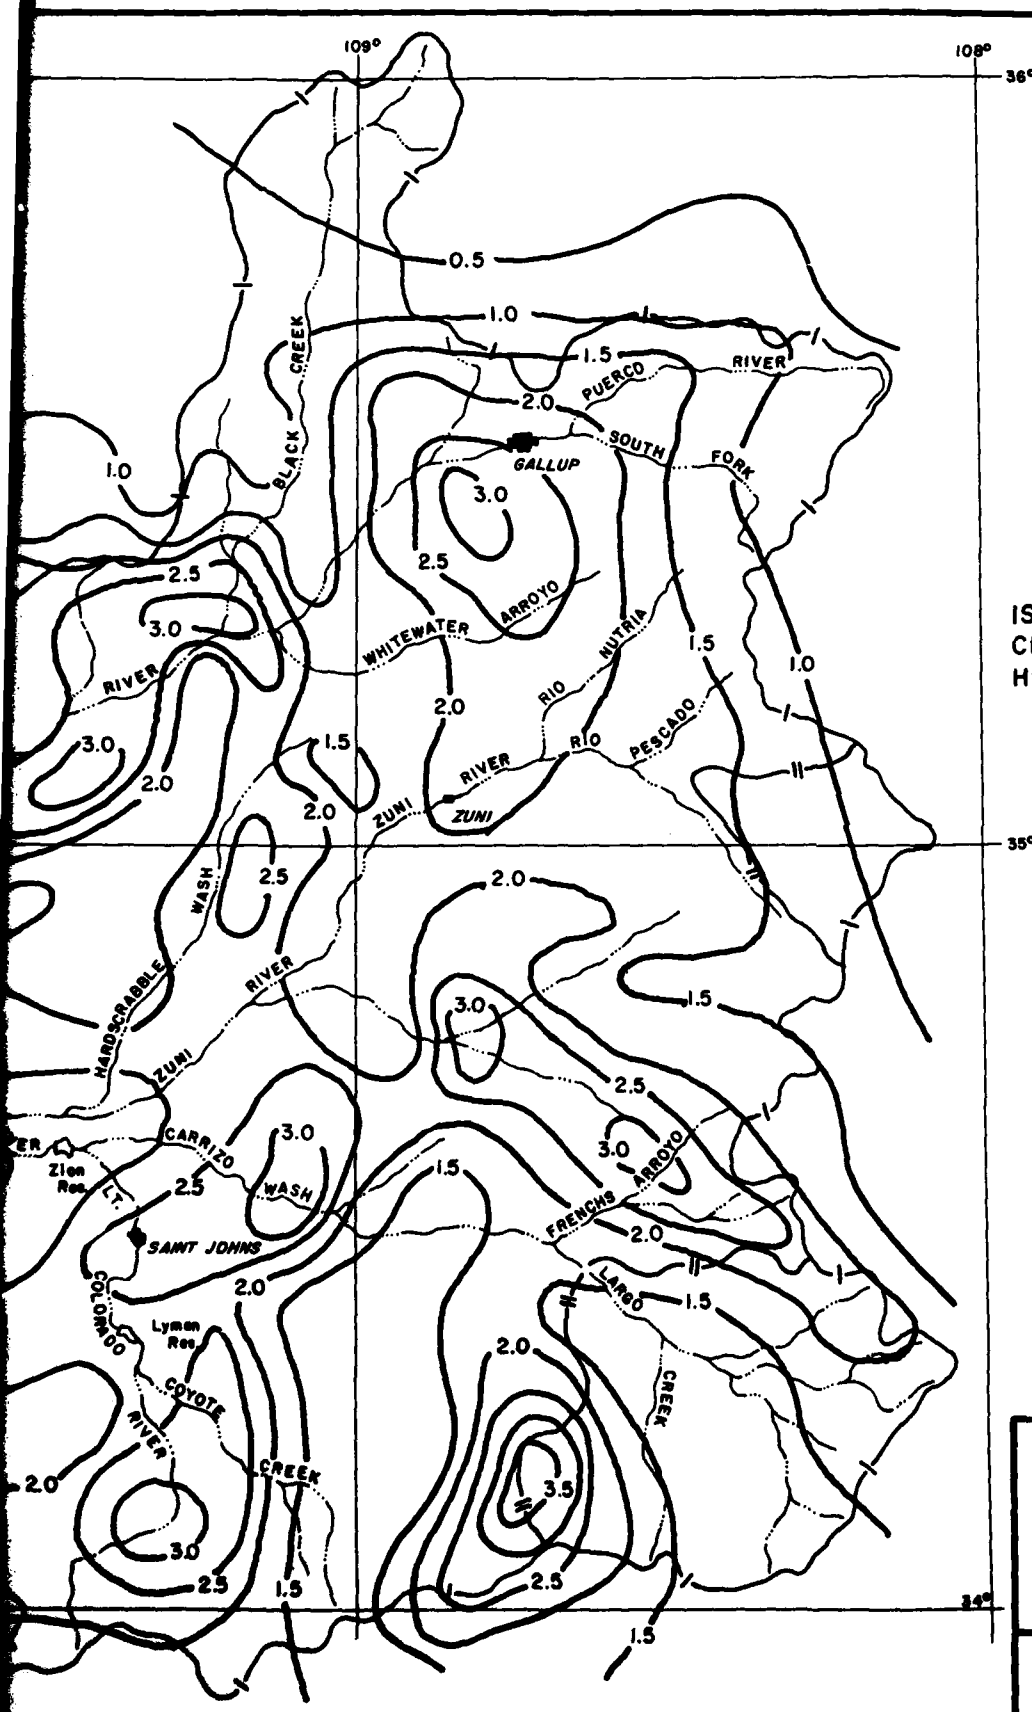 109°
108°
36°
0.5
1.0
1.5
PUERCO
RIVER
BLACK CREEK
2.0
SOUTH
FORK
GALLUP
1.0
3.0
2.5
2.5
ARROYO
3.0
WHITEWATER
NUTRIA
1.5
1.0
RIVER
RIO
2.0
PESCADO
3.0
1.5
RIO
RIVER
2.0
2.0
ZUNI
ZUNI
35°
2.5
2.0
WASH
RIVER
HARDSCRABBLE
3.0
1.5
ZUNI
2.5
ER
CARRIZO
3.0
3.0
ARROYO
Zion
Res.
1.5
2.5
WASH
LT.
FRENCHS
2.0
SAINT JOHNS
COLORADO
2.0
LARGO
1.5
Lyman
Res.
2.0
COYOTE
CREEK
RIVER
CREEK
2.0
3.5
3.0
2.5
2.5
1.5
34°
1.5
IS
H